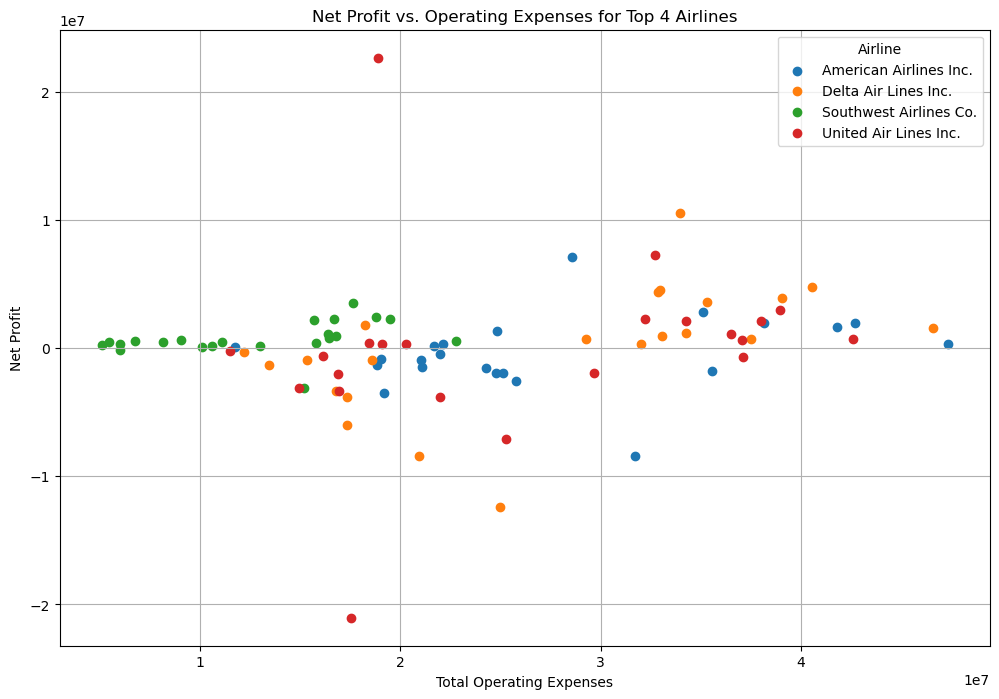 Net Profit vs. Operating Expenses for Top 4 Airlines
1e7
Airline
American Airlines Inc.
Delta Air Lines Inc.
Southwest Airlines Co.
United Air Lines Inc.
2
1
0
−1
−2
Net Profit
1 2 3 4
1e7
Total Operating Expenses